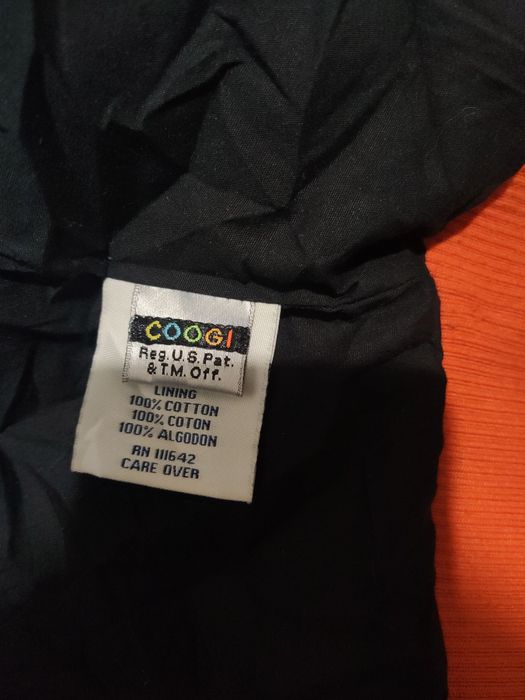 COOGI
Reg.U.S.Pat.
& T.M. Off.
LINING
100% COTTON
100% COTON
100% ALGODON
RN 111642
CARE OVER